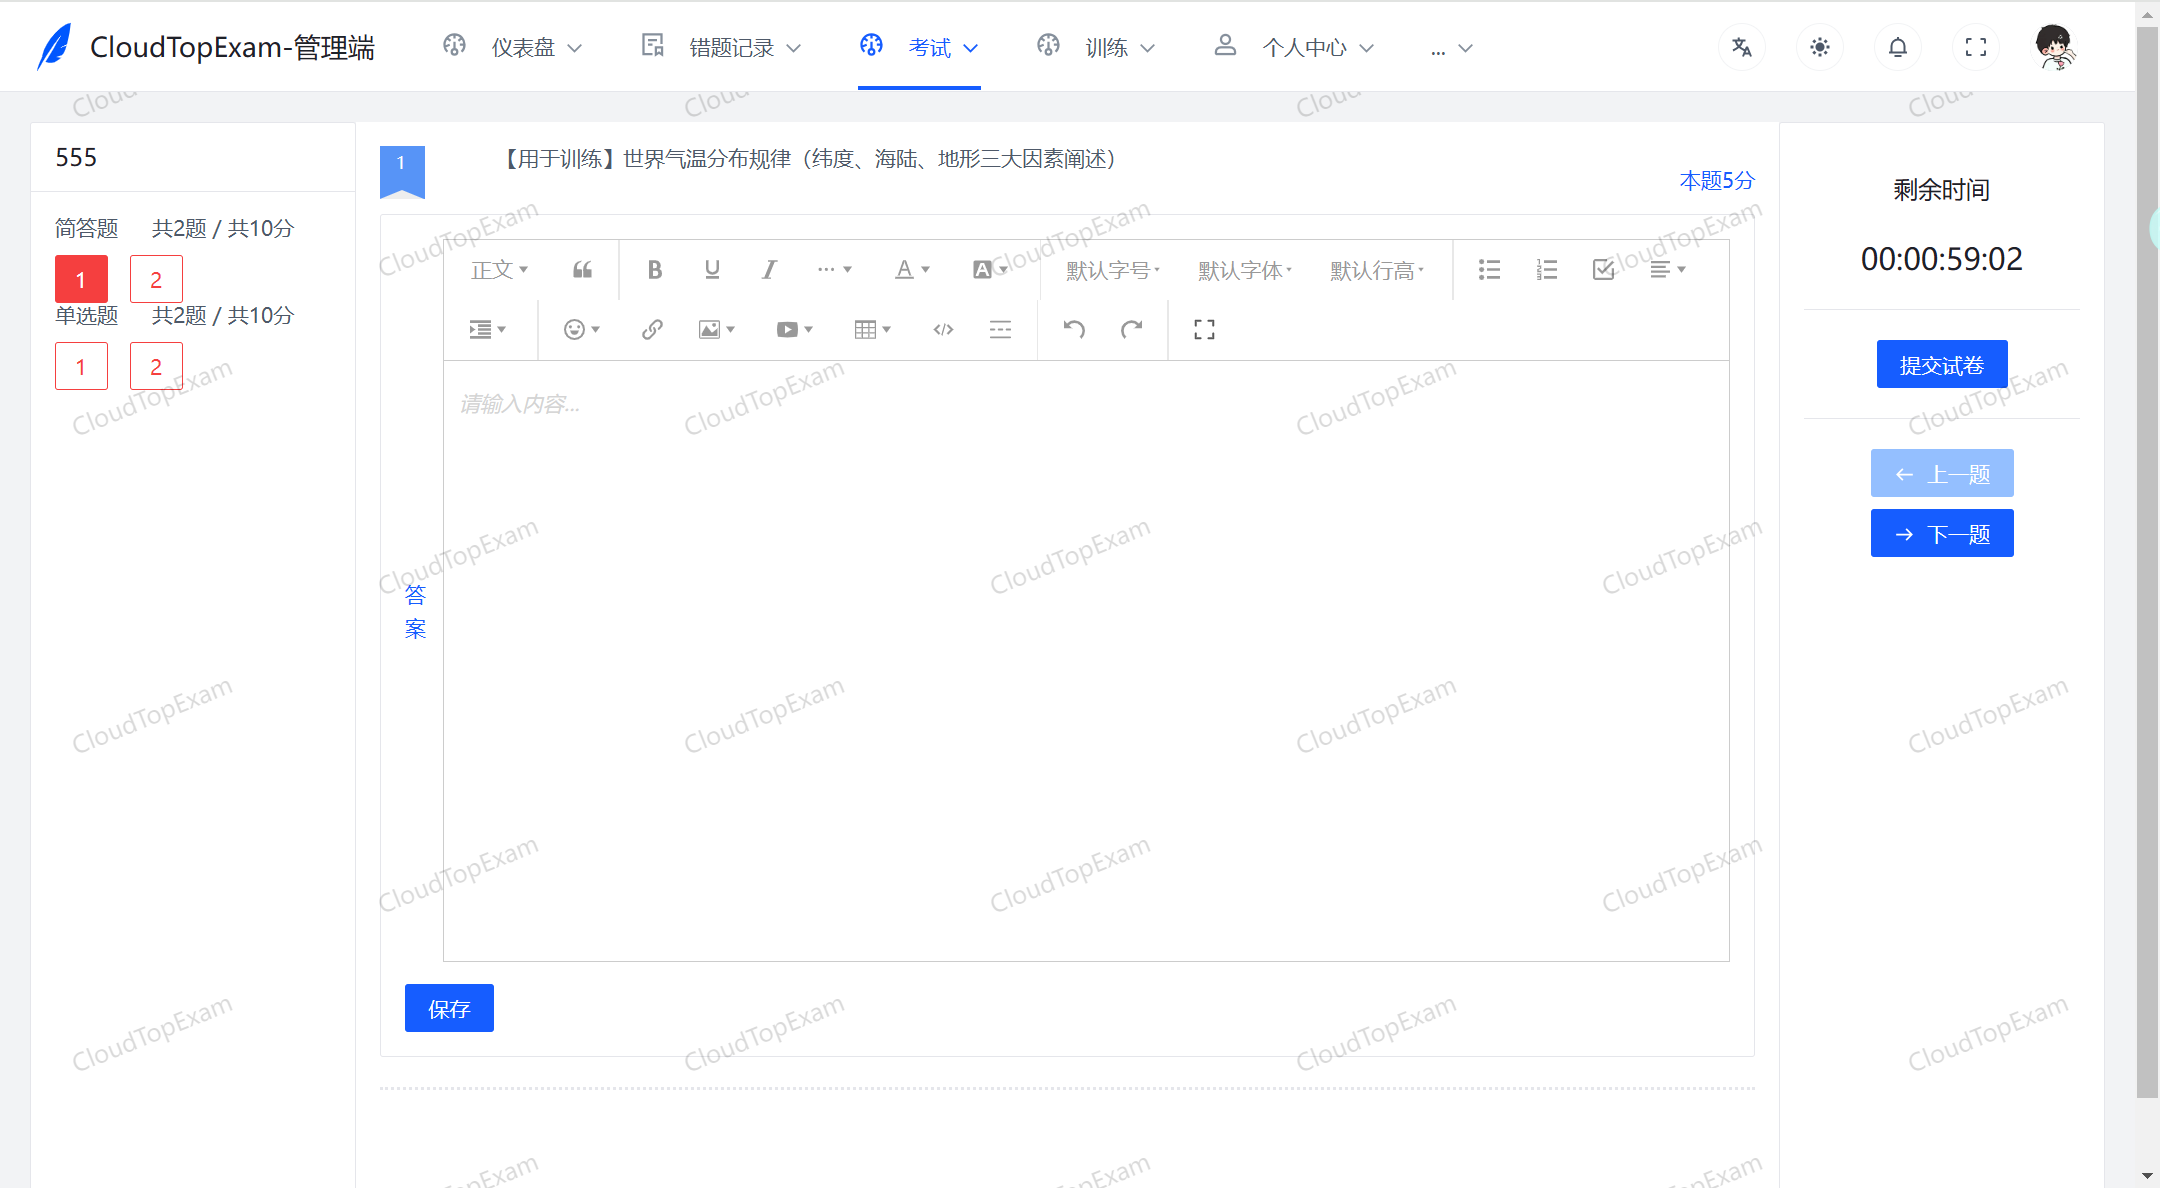 CloudTopExam-管理端
仪表盘
错题记录
考试
训练
个人中心
...
555
简答题 共2题 / 共10分
1 2
单选题 共2题 / 共10分
1 2
1
【用于训练】世界气温分布规律（纬度、海陆、地形三大因素阐述）
本题5分
正文
B U I ... A A
默认字号
默认字体
默认行高
请输入内容...
答
案
保存
剩余时间
00:00:59:02
提交试卷
← 上一题
→ 下一题
CloudTopExam